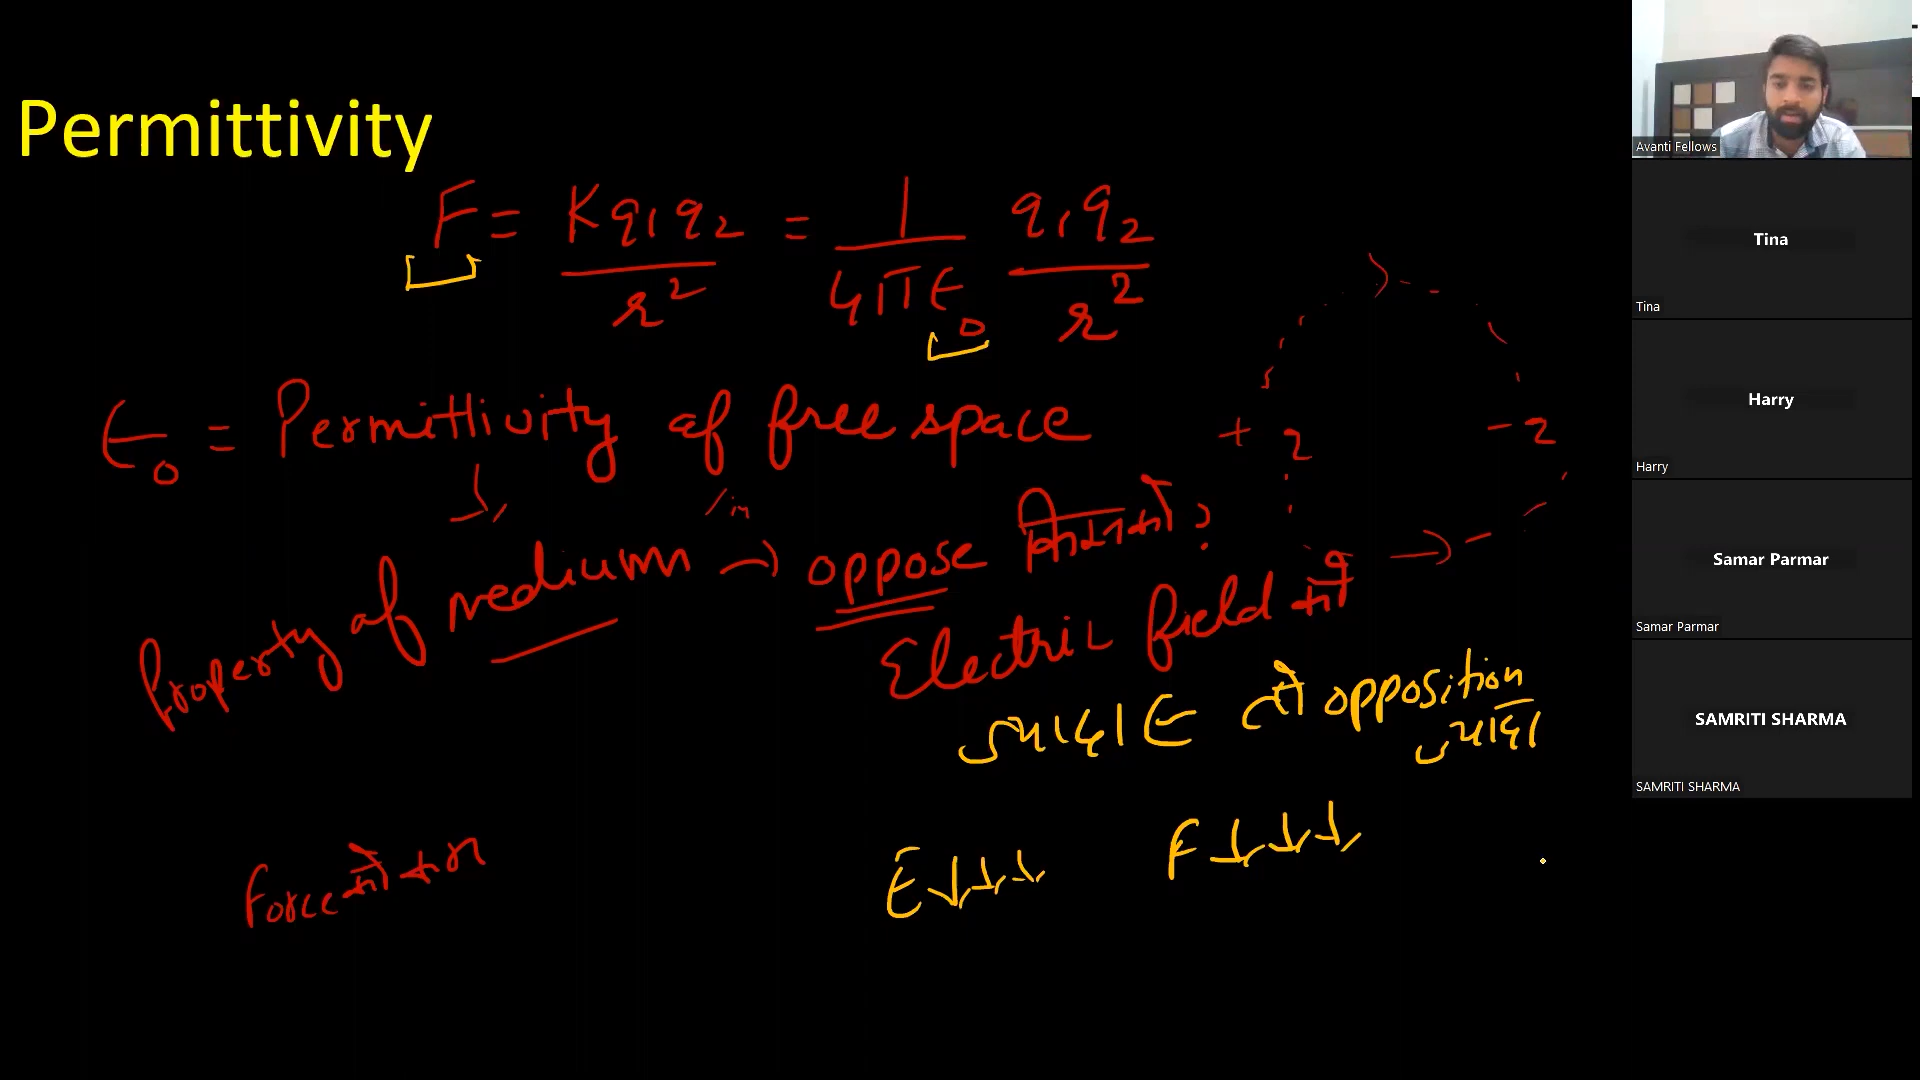 Permittivity
F = Kq1q2 / r² = 1 / 4πε0 q1q2 / r²
ε0 = Permittivity of free space
+2 -2
Property of medium → oppose किसको?
Electric field को
ज्यादा ε तो opposition
ज्यादा
Force को कम
E↓↓↓ F↓↓↓
Avanti Fellows
Tina
Tina
Harry
Harry
Samar Parmar
Samar Parmar
SAMRITI SHARMA
SAMRITI SHARMA